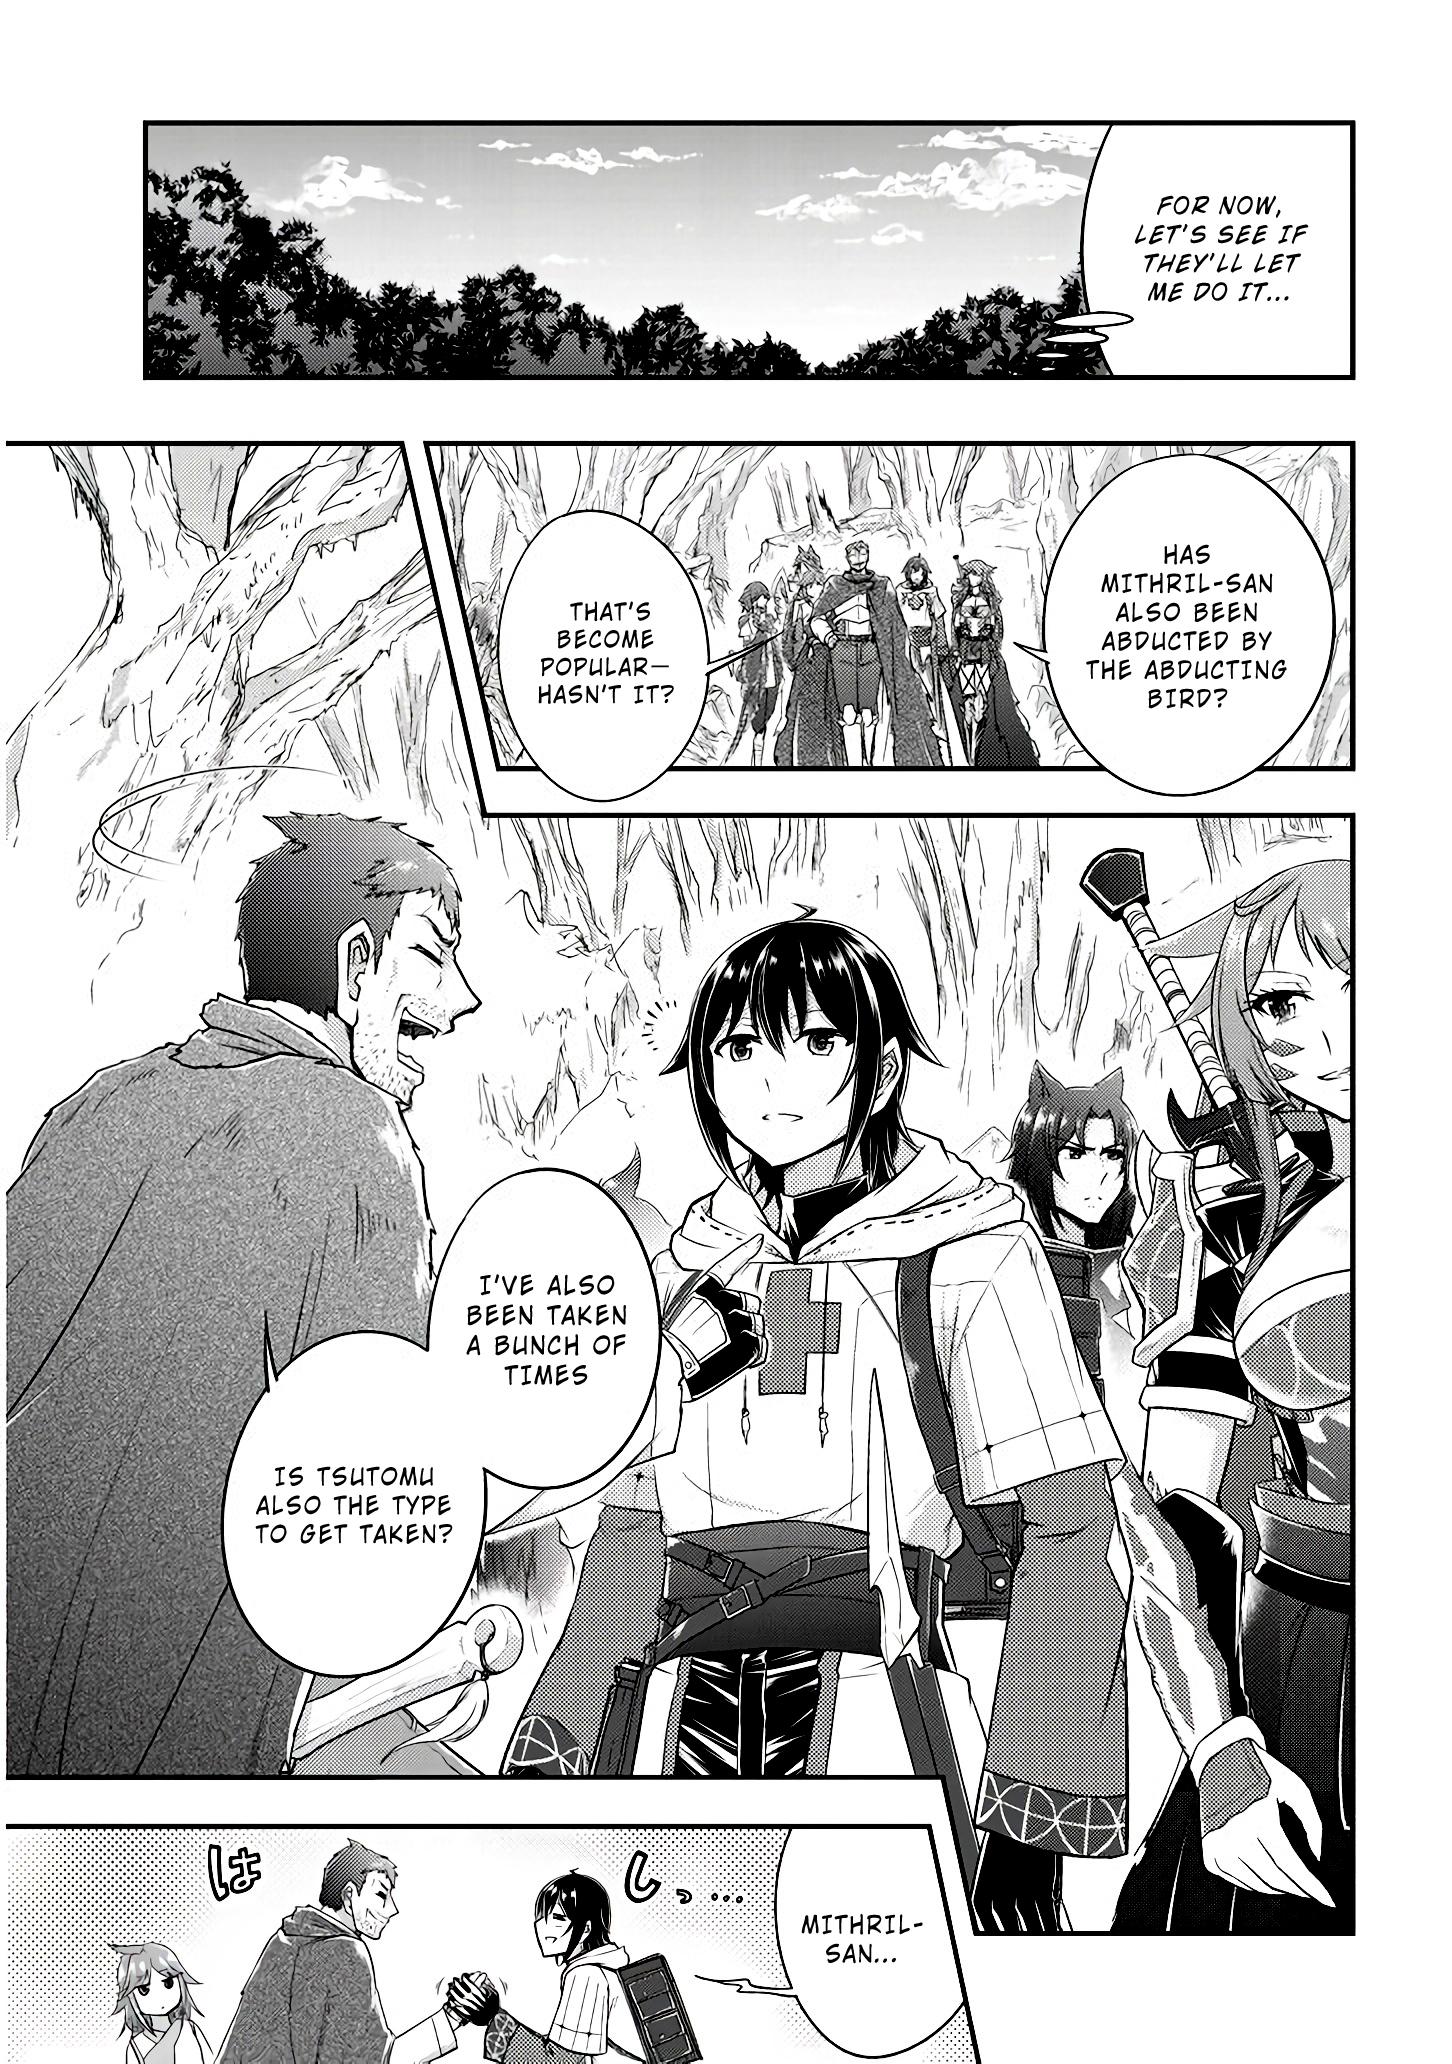 FOR NOW,
LET'S SEE IF
THEY'LL LET
ME DO IT...
HAS
MITHRIL-SAN
ALSO BEEN
ABDUCTED BY
THE ABDUCTING
BIRD?
THAT'S
BECOME
POPULAR—
HASN'T IT?
I'VE ALSO
BEEN TAKEN
A BUNCH OF
TIMES
IS TSUTOMU
ALSO THE TYPE
TO GET TAKEN?
MITHRIL-
SAN...
しっ…
は